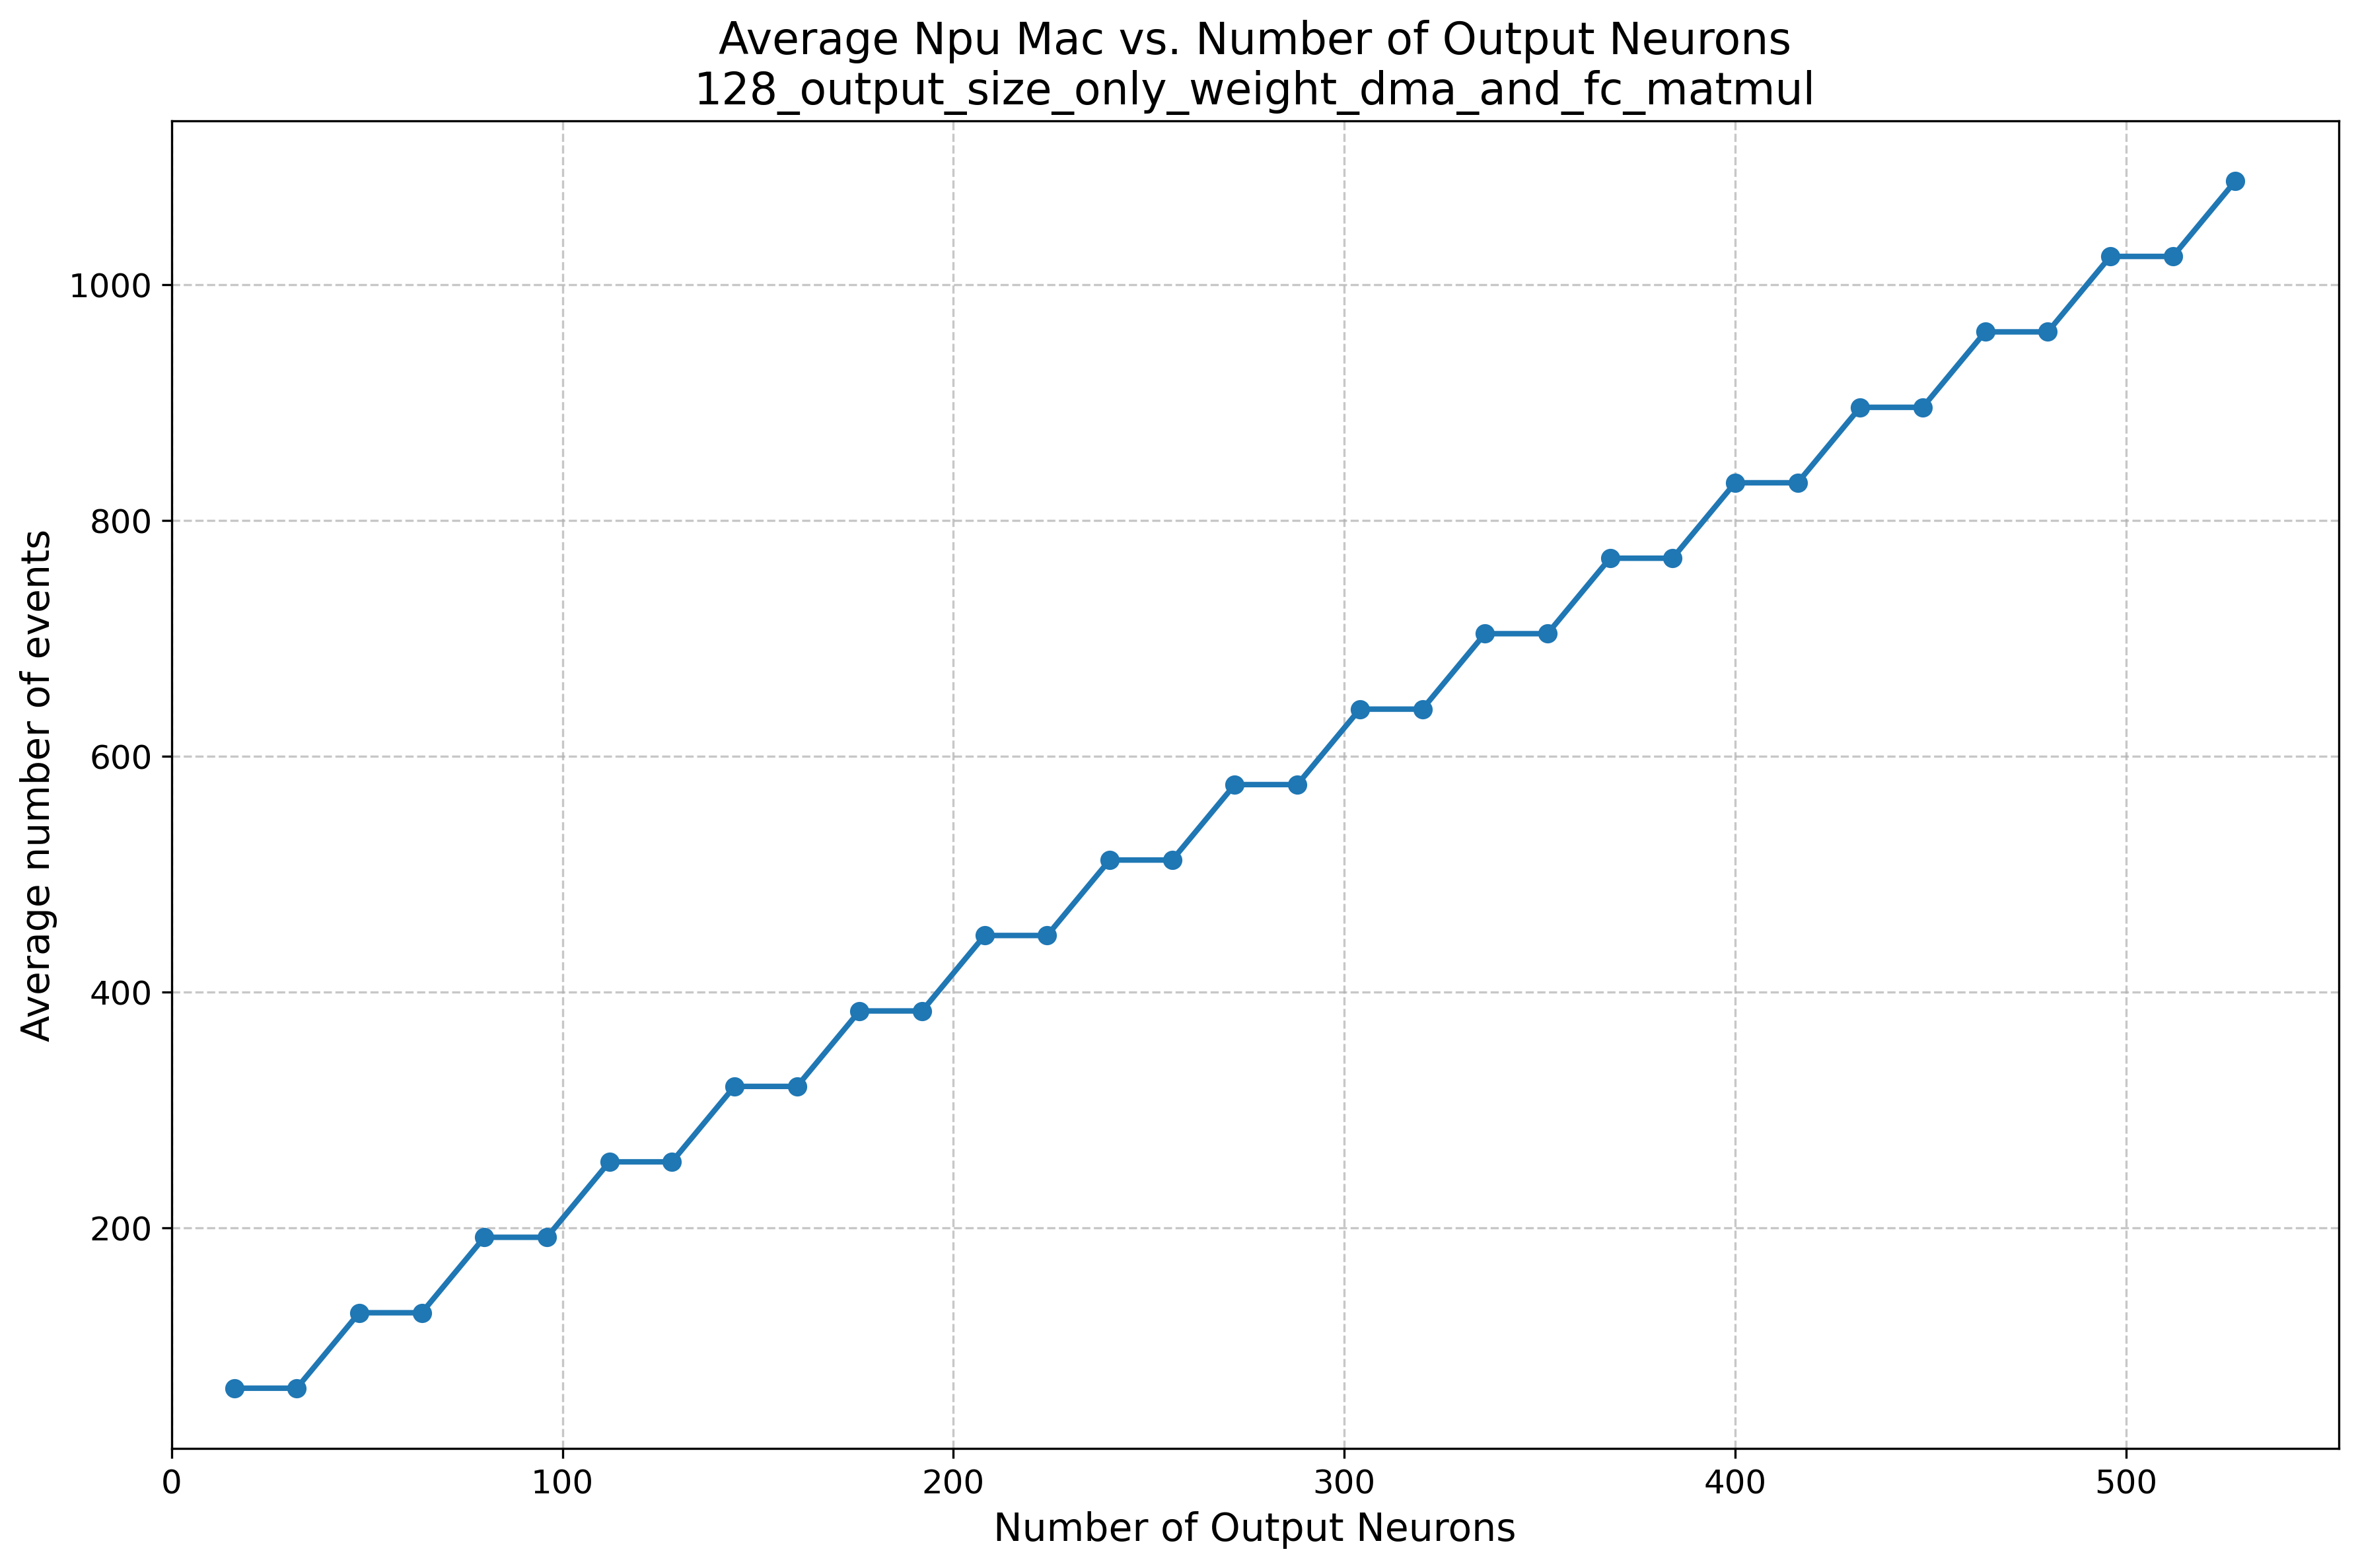 Average Npu Mac vs. Number of Output Neurons
128_output_size_only_weight_dma_and_fc_matmul
Average number of events
1000
800
600
400
200
0 100 200 300 400 500
Number of Output Neurons